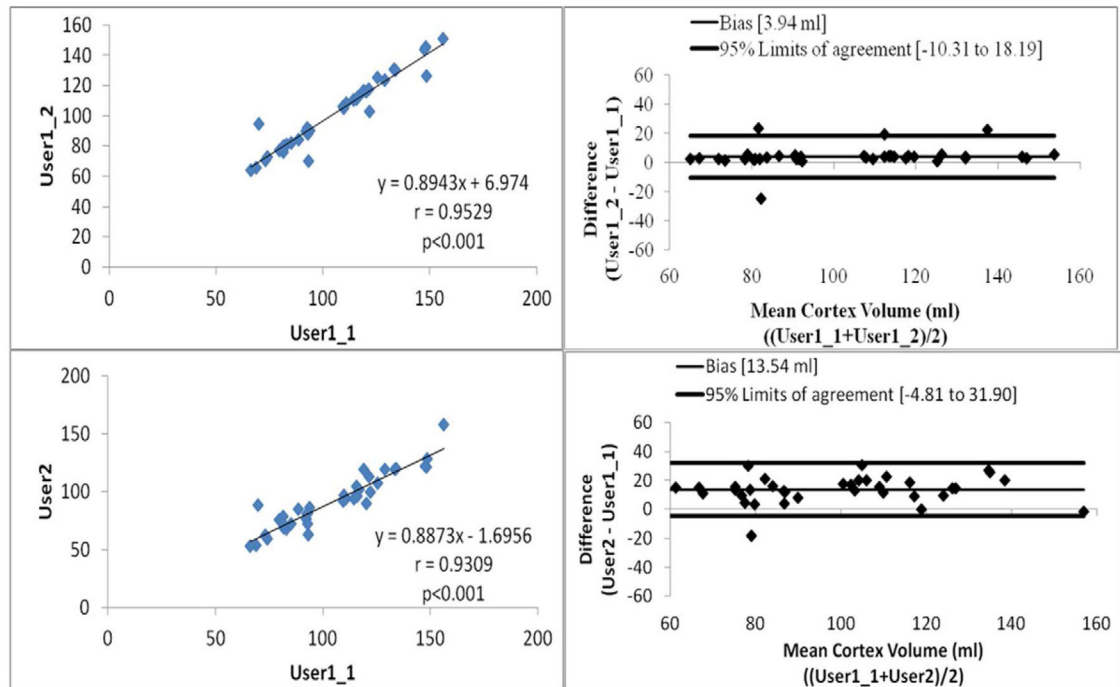 160
140
120
100
80
60
40
20
0
User1_2
y = 0.8943x + 6.974
r = 0.9529
p<0.001
0 50 100 150 200
User1_1
Bias [3.94 ml]
95% Limits of agreement [-10.31 to 18.19]
60
40
20
0
-20
-40
-60
Difference
(User1_2 - User1_1)
60 80 100 120 140 160
Mean Cortex Volume (ml)
((User1_1+User1_2)/2)
200
150
100
50
0
User2
y = 0.8873x - 1.6956
r = 0.9309
p<0.001
0 50 100 150 200
User1_1
Bias [13.54 ml]
95% Limits of agreement [-4.81 to 31.90]
60
40
20
0
-20
-40
-60
Difference
(User2 - User1_1)
60 80 100 120 140 160
Mean Cortex Volume (ml)
((User1_1+User2)/2)